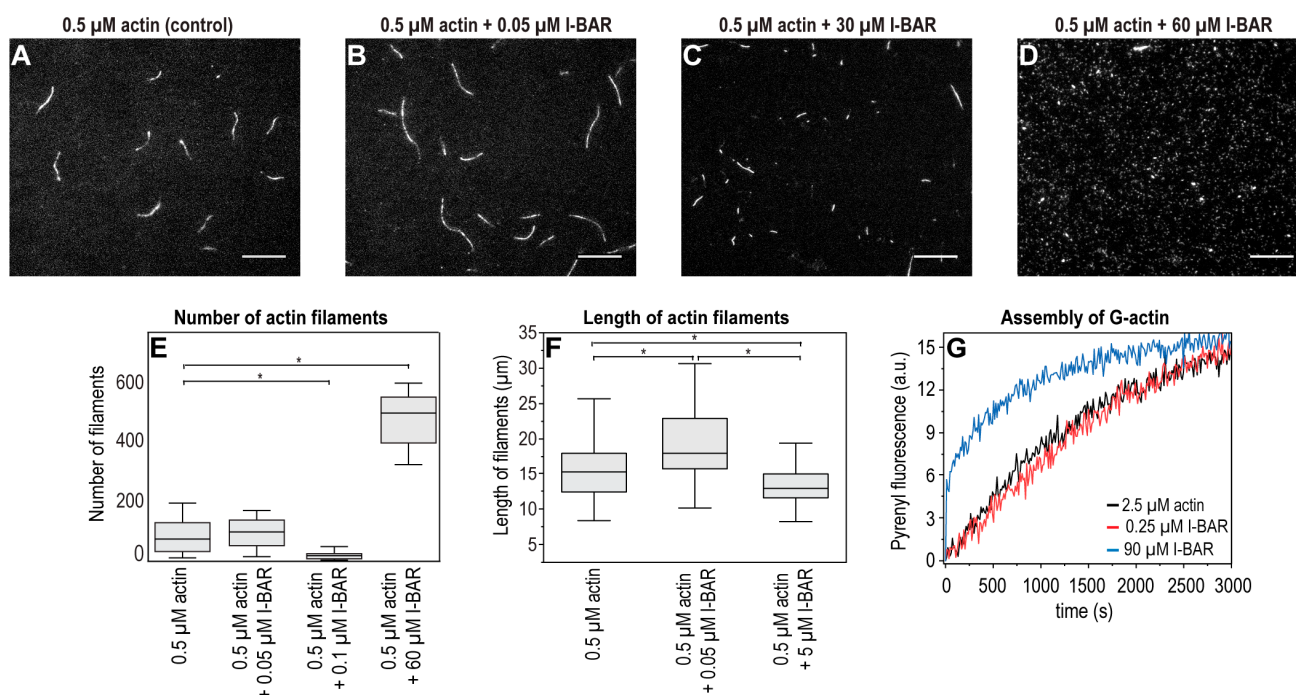 0.5 µM actin (control)
0.5 µM actin + 0.05 µM I-BAR
0.5 µM actin + 30 µM I-BAR
0.5 µM actin + 60 µM I-BAR
A
B
C
D
Number of actin filaments
E
Number of filaments
600
400
200
0
*
*
0.5 µM actin
0.5 µM actin
+ 0.05 µM I-BAR
0.5 µM actin
+ 0.1 µM I-BAR
0.5 µM actin
+ 60 µM I-BAR
Length of actin filaments
F
Length of filaments (µm)
35
30
25
20
15
10
5
*
*
*
0.5 µM actin
0.5 µM actin
+ 0.05 µM I-BAR
0.5 µM actin
+ 5 µM I-BAR
Assembly of G-actin
G
Pyrenyl fluorescence (a.u.)
15
12
9
6
3
0
2.5 µM actin
0.25 µM I-BAR
90 µM I-BAR
0
500
1000
1500
2000
2500
3000
time (s)